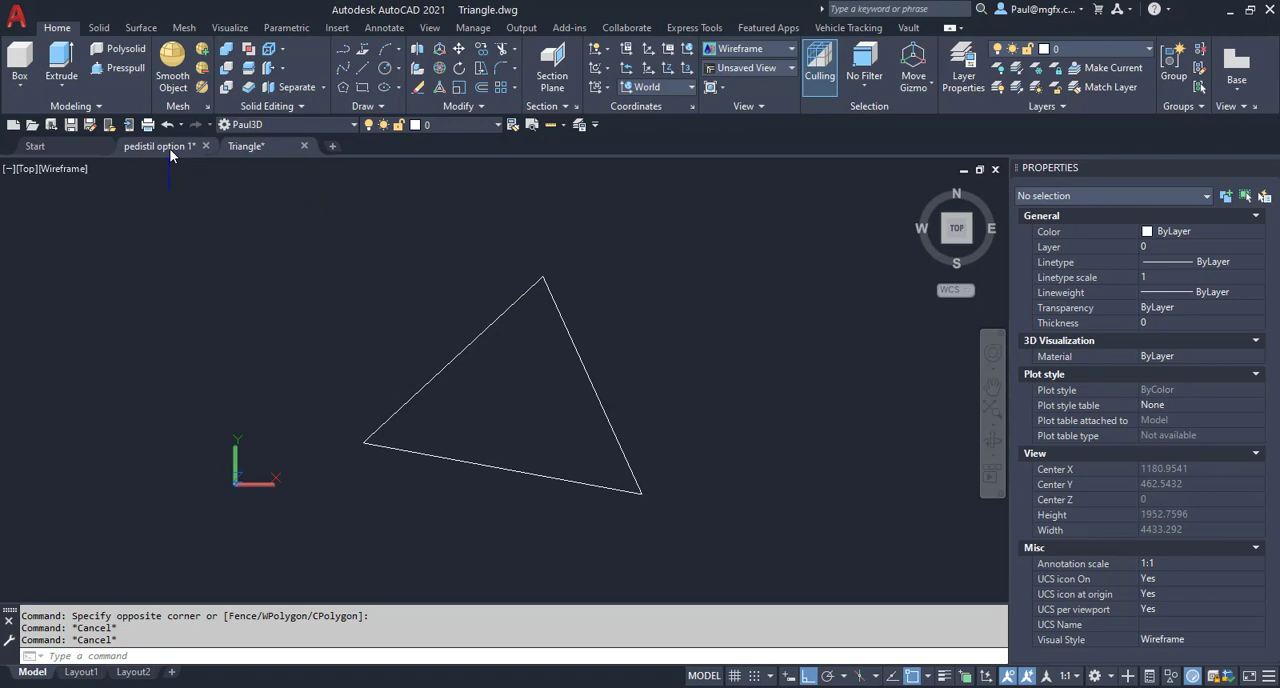 Autodesk AutoCAD 2021 Triangle.dwg
Type a keyword or phrase
Paul@mgfx.c...
Home Solid Surface Mesh Visualize Parametric Insert Annotate View Manage Output Add-ins Collaborate Express Tools Featured Apps Vehicle Tracking
Box
Extrude
Polysolid
Presspull
Smooth Object
Separate
Section Plane
World
Wireframe
Unsaved View
Culling
No Filter
Move Gizmo
Layer Properties
0
Make Current
Match Layer
Group
Base
Modeling Mesh Solid Editing Draw Modify Section Coordinates View Selection Layers Groups View
Paul3D
0
Start pedistil option 1* Triangle*
[−][Top][Wireframe]
N
W TOP E
S
WCS
Y
X
Z
PROPERTIES
No selection
General
Color ByLayer
Layer 0
Linetype ByLayer
Linetype scale 1
Lineweight ByLayer
Transparency ByLayer
Thickness 0
3D Visualization
Material ByLayer
Plot style
Plot style ByColor
Plot style table None
Plot table attached to Model
Plot table type Not available
View
Center X 1180.9541
Center Y 462.5432
Center Z 0
Height 1952.7596
Width 4433.292
Misc
Annotation scale 1:1
UCS icon On Yes
UCS icon at origin Yes
UCS per viewport Yes
UCS Name
Visual Style Wireframe
Command: Specify opposite corner or [Fence/WPolygon/CPolygon]:
Command: *Cancel*
Command: *Cancel*
Type a command
Model Layout1 Layout2
MODEL
1:1